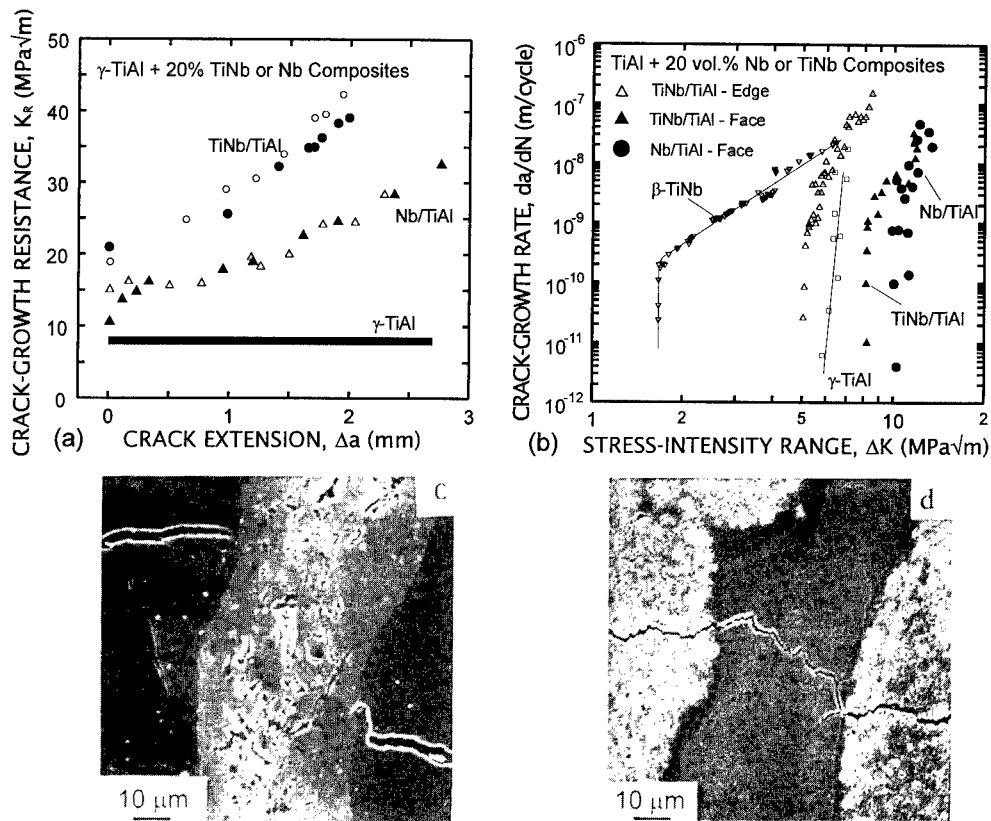 CRACK-GROWTH RESISTANCE, K_R (MPa√m)
50
40
30
20
10
0
γ-TiAl + 20% TiNb or Nb Composites
TiNb/TiAl
Nb/TiAl
γ-TiAl
0
1
2
3
(a)
CRACK EXTENSION, Δa (mm)
CRACK-GROWTH RATE, da/dN (m/cycle)
10⁻⁶
10⁻⁷
10⁻⁸
10⁻⁹
10⁻¹⁰
10⁻¹¹
10⁻¹²
TiAl + 20 vol.% Nb or TiNb Composites
TiNb/TiAl - Edge
TiNb/TiAl - Face
Nb/TiAl - Face
β-TiNb
Nb/TiAl
TiNb/TiAl
γ-TiAl
1
2
5
10
2
(b)
STRESS-INTENSITY RANGE, ΔK (MPa√m)
c
10 μm
d
10 μm